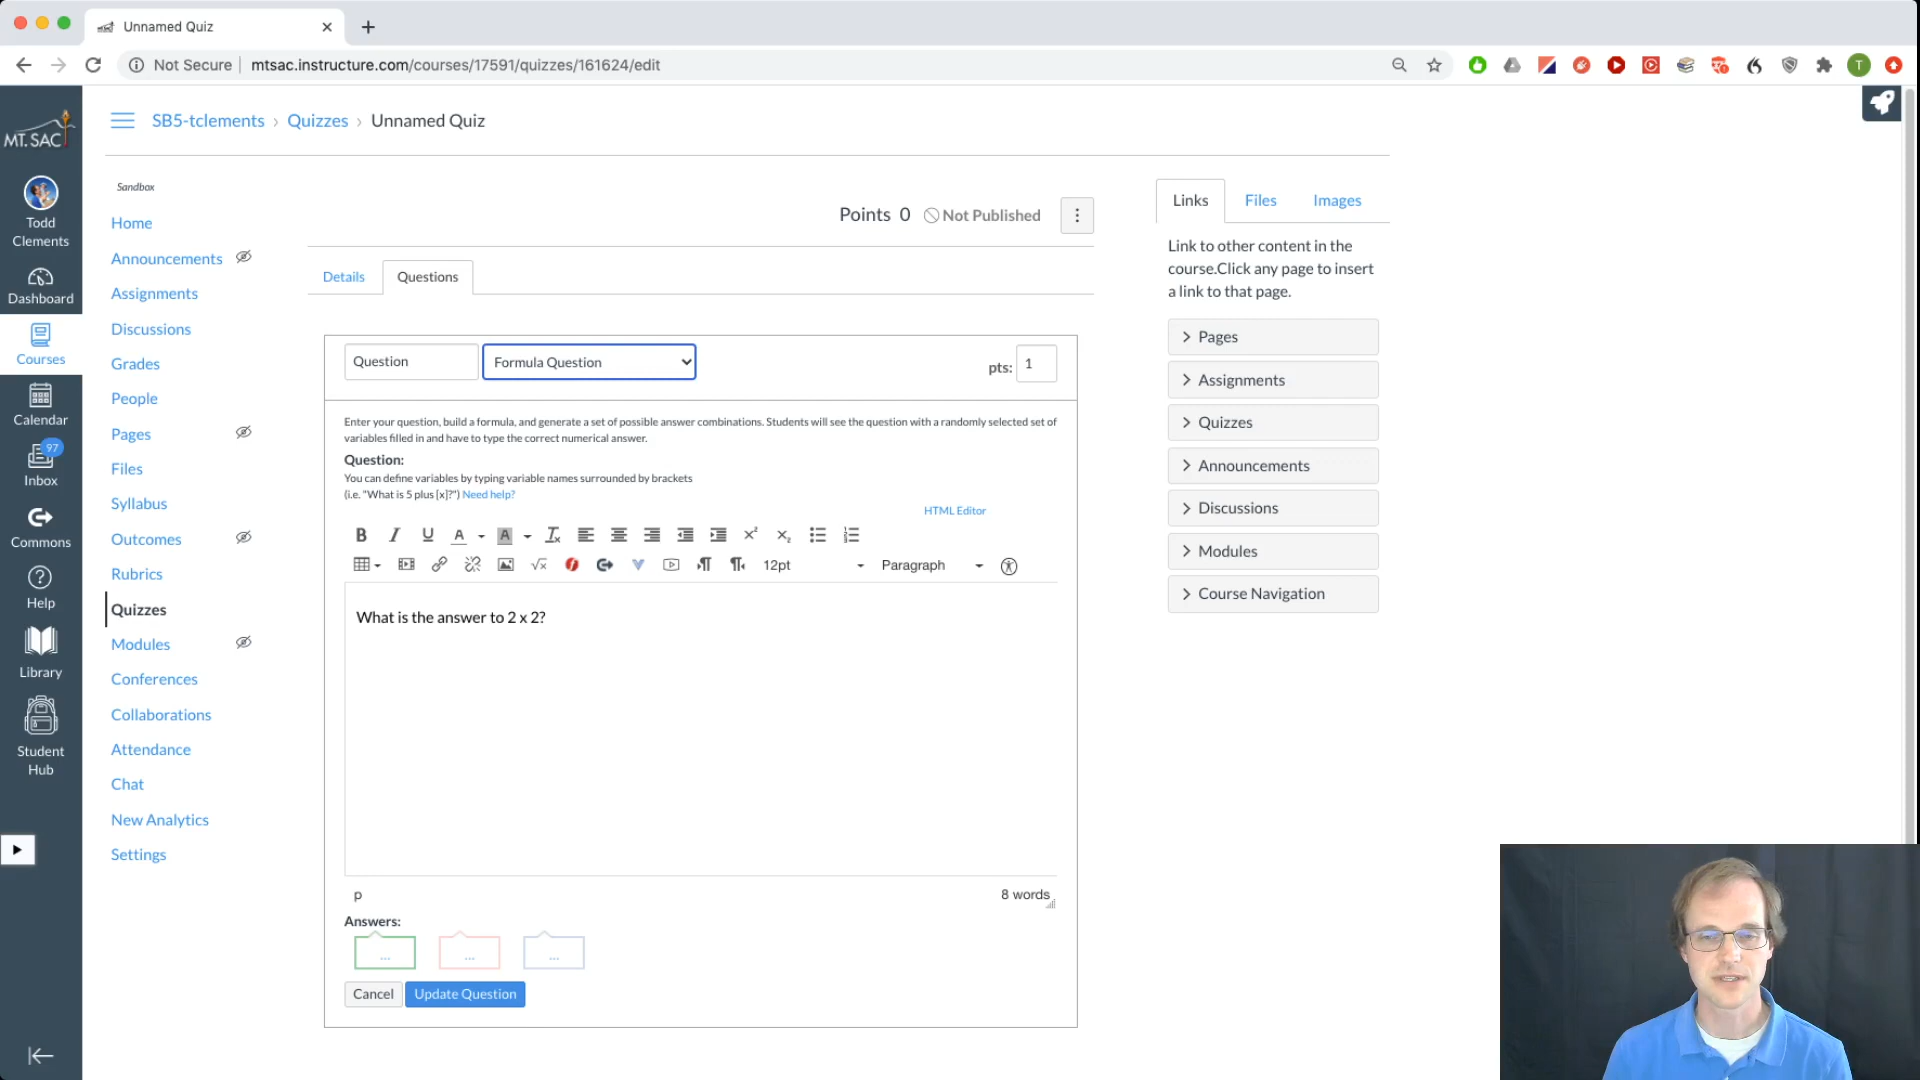 Unnamed Quiz
Not Secure
mtsac.instructure.com/courses/17591/quizzes/161624/edit
T
MT. SAC
Todd
Clements
Dashboard
Courses
Calendar
97
Inbox
Commons
Help
Library
Student
Hub
SB5-tclements › Quizzes › Unnamed Quiz
Sandbox
Home
Announcements
Assignments
Discussions
Grades
People
Pages
Files
Syllabus
Outcomes
Rubrics
Quizzes
Modules
Conferences
Collaborations
Attendance
Chat
New Analytics
Settings
Points 0 Not Published
Details
Questions
Question
Formula Question
pts: 1
Enter your question, build a formula, and generate a set of possible answer combinations. Students will see the question with a randomly selected set of
variables filled in and have to type the correct numerical answer.
Question:
You can define variables by typing variable names surrounded by brackets
(i.e. "What is 5 plus [x]?") Need help?
HTML Editor
12pt
Paragraph
What is the answer to 2 x 2?
p
8 words
Answers:
...
...
...
Cancel
Update Question
Links
Files
Images
Link to other content in the
course.Click any page to insert
a link to that page.
Pages
Assignments
Quizzes
Announcements
Discussions
Modules
Course Navigation